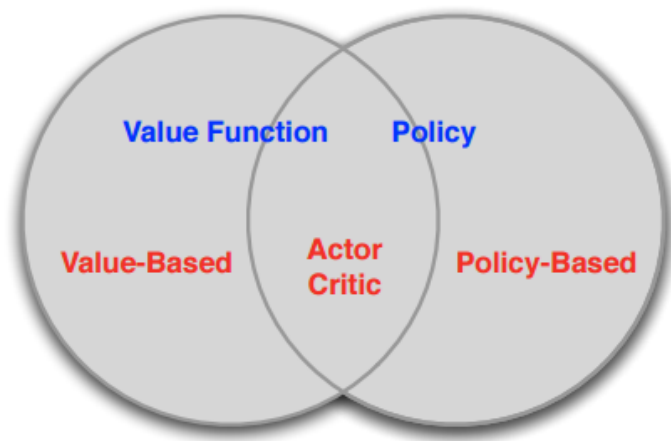 Value Function Policy
Value-Based
Actor
Critic
Policy-Based